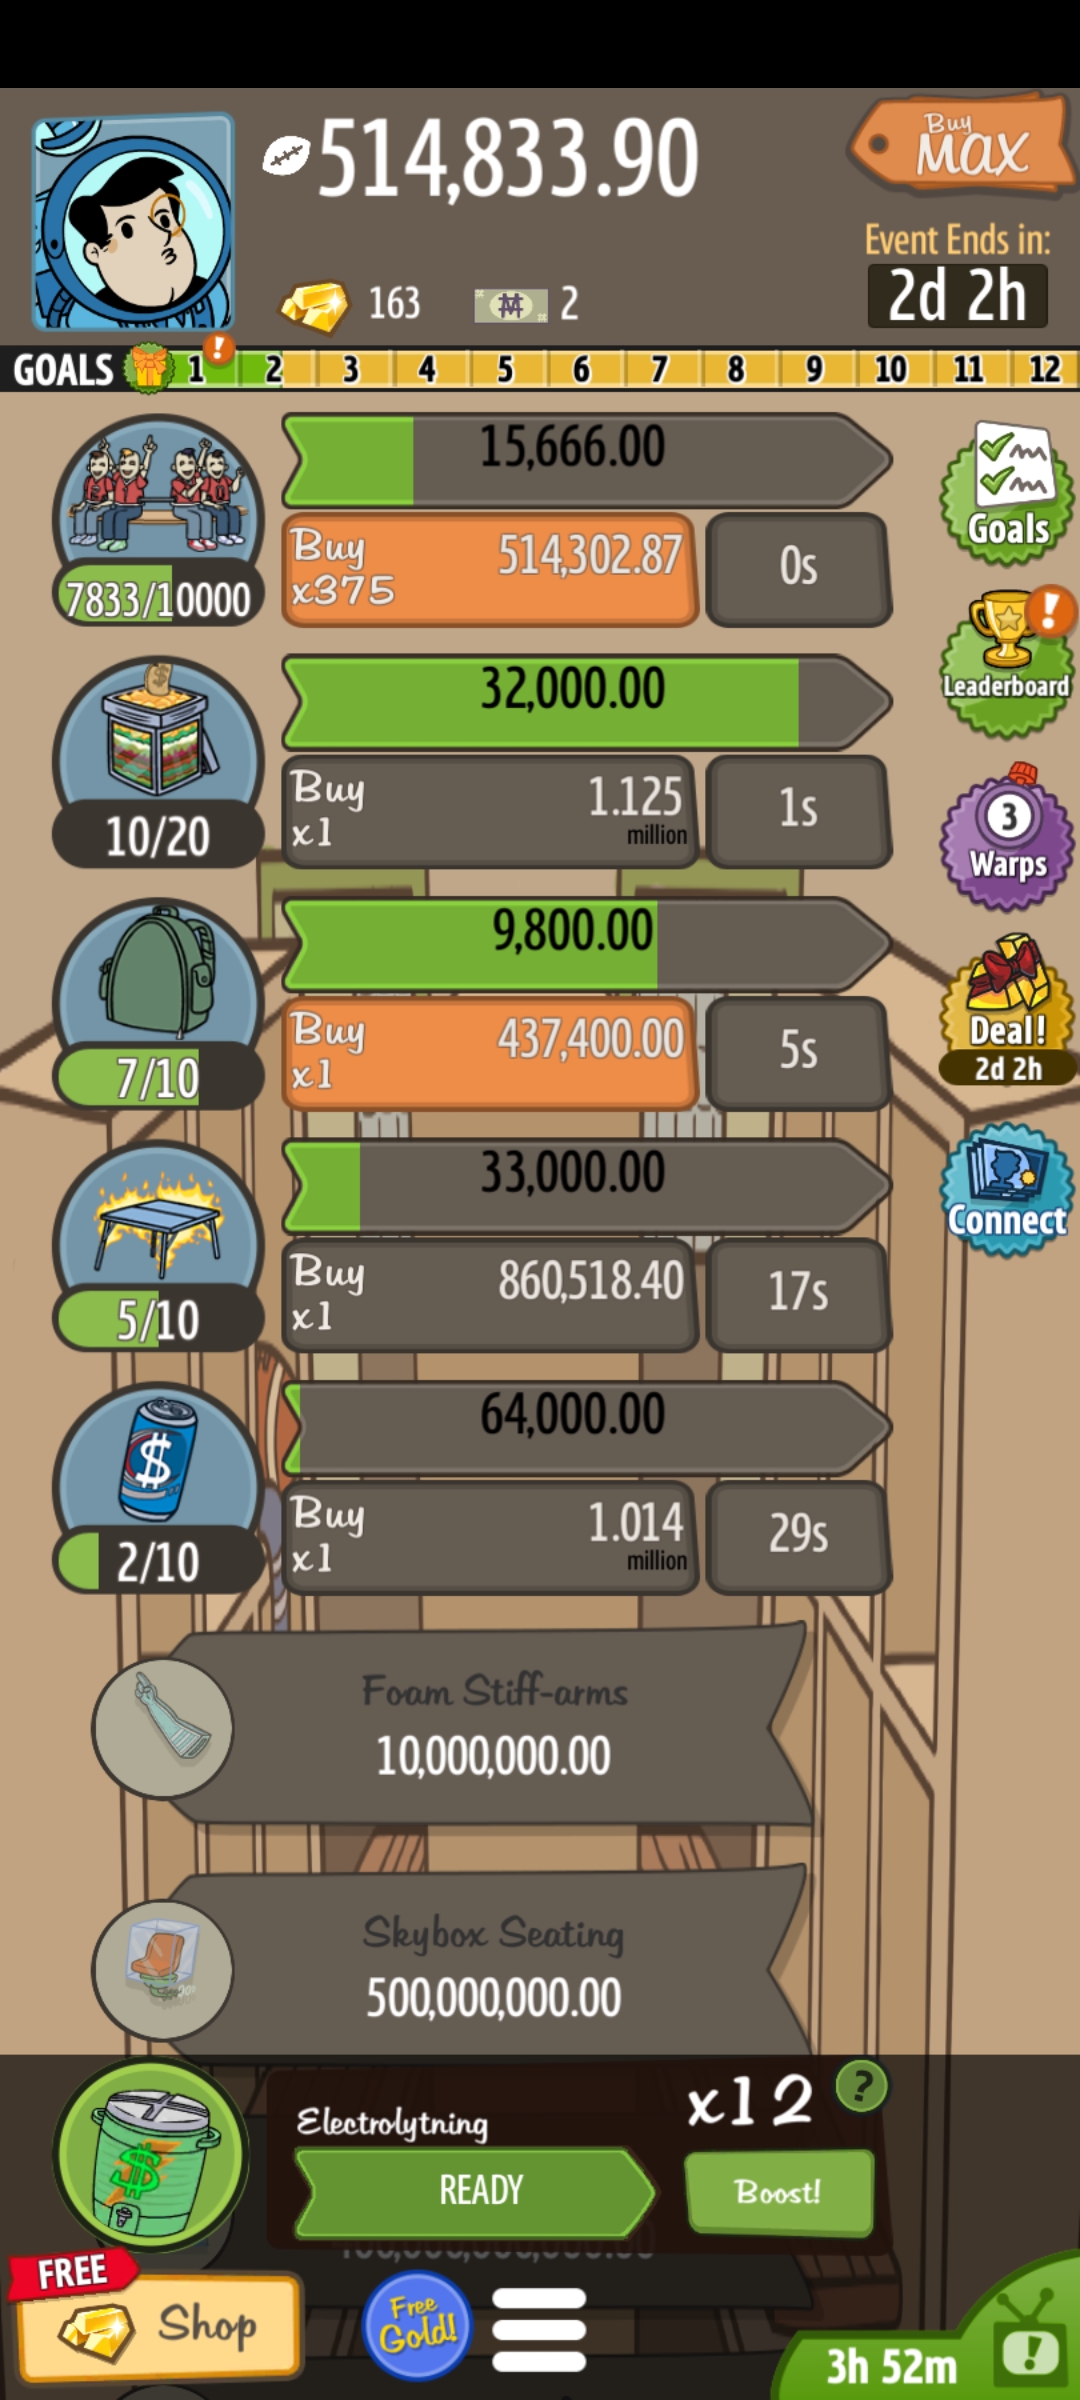 514,833.90
Buy
MAX
Event Ends in:
2d 2h
163
2
GOALS 1 ! 2 3 4 5 6 7 8 9 10 11 12
15,666.00
Buy
x375
514,302.87
0s
7833/10000
Goals
32,000.00
Buy
x1
1.125
million
1s
10/20
!
Leaderboard
9,800.00
Buy
x1
437,400.00
5s
7/10
3
Warps
33,000.00
Buy
x1
860,518.40
17s
5/10
Deal!
2d 2h
64,000.00
Buy
x1
1.014
million
29s
$
2/10
Connect
Foam Stiff-arms
10,000,000.00
Skybox Seating
500,000,000.00
Electrolytning
x12
?
$
READY
Boost!
FREE
Shop
Free
Gold!
3h 52m
!